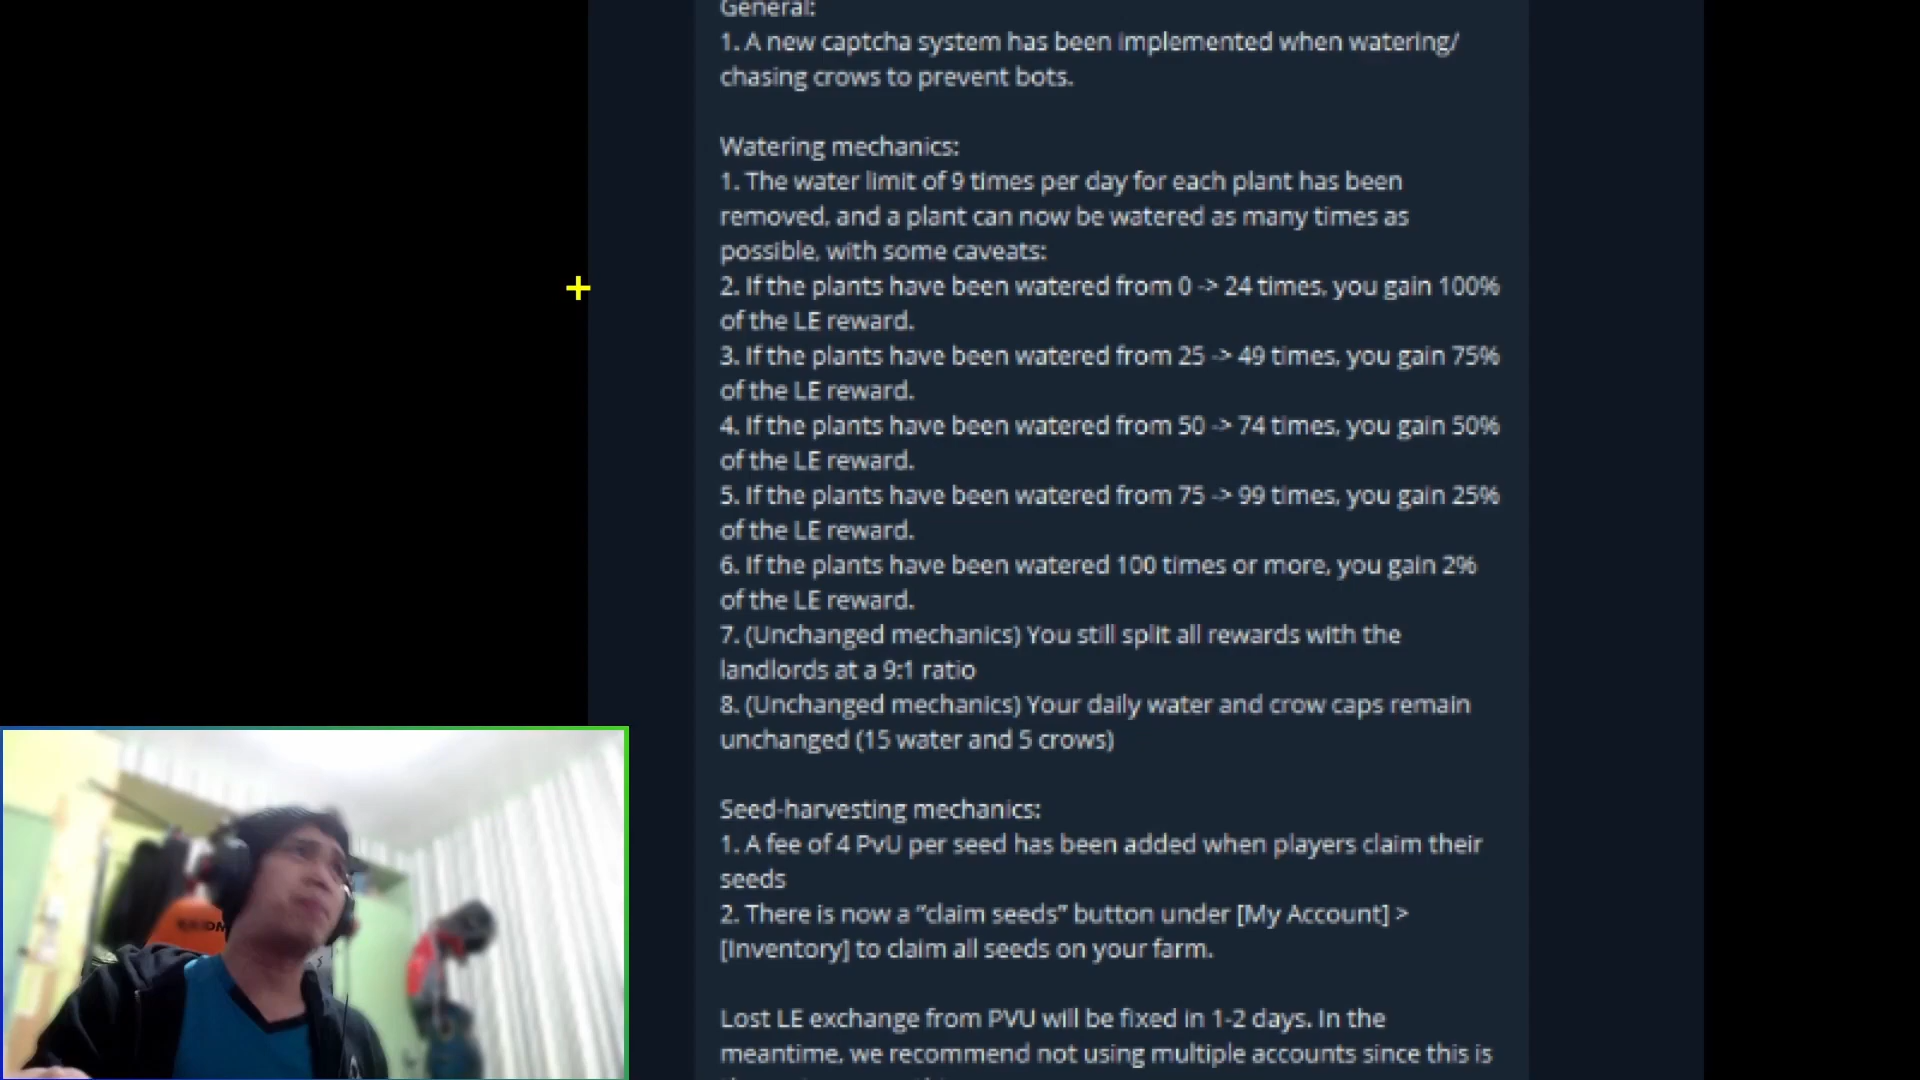 General:
1. A new captcha system has been implemented when watering/
chasing crows to prevent bots.
Watering mechanics:
1. The water limit of 9 times per day for each plant has been
removed, and a plant can now be watered as many times as
possible, with some caveats:
2. If the plants have been watered from 0 -> 24 times, you gain 100%
of the LE reward.
3. If the plants have been watered from 25 -> 49 times, you gain 75%
of the LE reward.
4. If the plants have been watered from 50 -> 74 times, you gain 50%
of the LE reward.
5. If the plants have been watered from 75 -> 99 times, you gain 25%
of the LE reward.
6. If the plants have been watered 100 times or more, you gain 2%
of the LE reward.
7. (Unchanged mechanics) You still split all rewards with the
landlords at a 9:1 ratio
8. (Unchanged mechanics) Your daily water and crow caps remain
unchanged (15 water and 5 crows)
Seed-harvesting mechanics:
1. A fee of 4 PvU per seed has been added when players claim their
seeds
2. There is now a “claim seeds” button under [My Account] >
[Inventory] to claim all seeds on your farm.
Lost LE exchange from PVU will be fixed in 1-2 days. In the
meantime, we recommend not using multiple accounts since this is